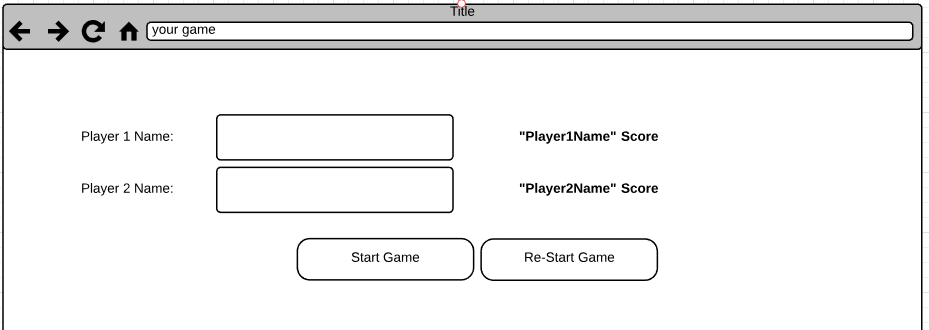 Title
your game
Player 1 Name:
"Player1Name" Score
Player 2 Name:
"Player2Name" Score
Start Game
Re-Start Game